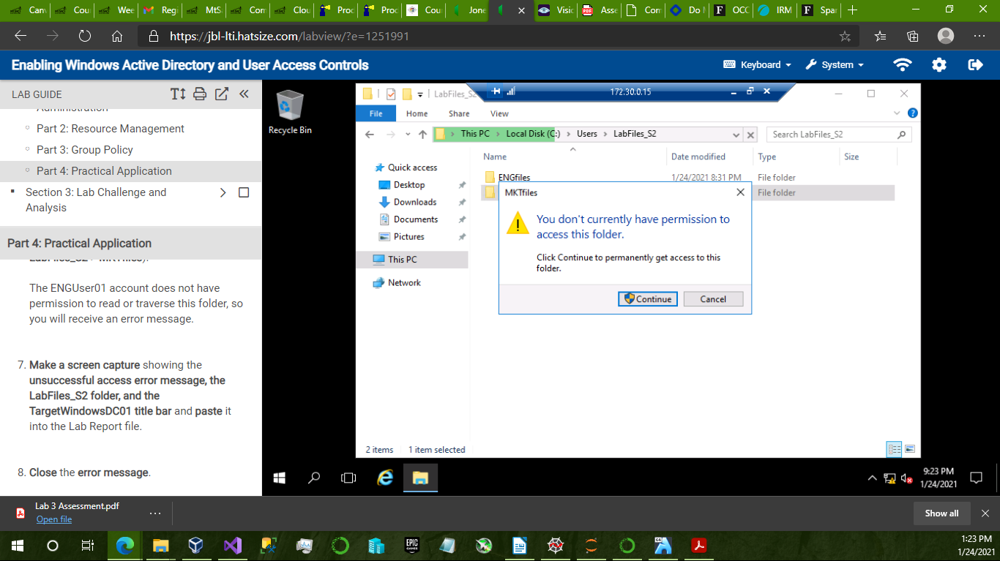 Can
Cou
Wee
Regi
MtS
Con
Clou
Proc
Proc
Cou
Jone
Visic
Asse
Con
Do N
OCC
IRM
Spar
https://jbl-lti.hatsize.com/labview/?e=1251991
Enabling Windows Active Directory and User Access Controls
Keyboard
System
LAB GUIDE
Administration
Part 2: Resource Management
Part 3: Group Policy
Part 4: Practical Application
Section 3: Lab Challenge and
Analysis
Part 4: Practical Application
LabFiles_S2 > MKTfiles).
The ENGUser01 account does not have
permission to read or traverse this folder, so
you will receive an error message.
7. Make a screen capture showing the
unsuccessful access error message, the
LabFiles_S2 folder, and the
TargetWindowsDC01 title bar and paste it
into the Lab Report file.
8. Close the error message.
Recycle Bin
LabFiles_S2
172.30.0.15
File Home Share View
This PC > Local Disk (C:) > Users > LabFiles_S2
Search LabFiles_S2
Quick access
Desktop
Downloads
Documents
Pictures
This PC
Network
Name Date modified Type Size
ENGfiles 1/24/2021 8:31 PM File folder
File folder
MKTfiles
You don't currently have permission to
access this folder.
Click Continue to permanently get access to this
folder.
Continue Cancel
2 items 1 item selected
9:23 PM
1/24/2021
Lab 3 Assessment.pdf
Open file
Show all
EPIC
GAMES
1:23 PM
1/24/2021